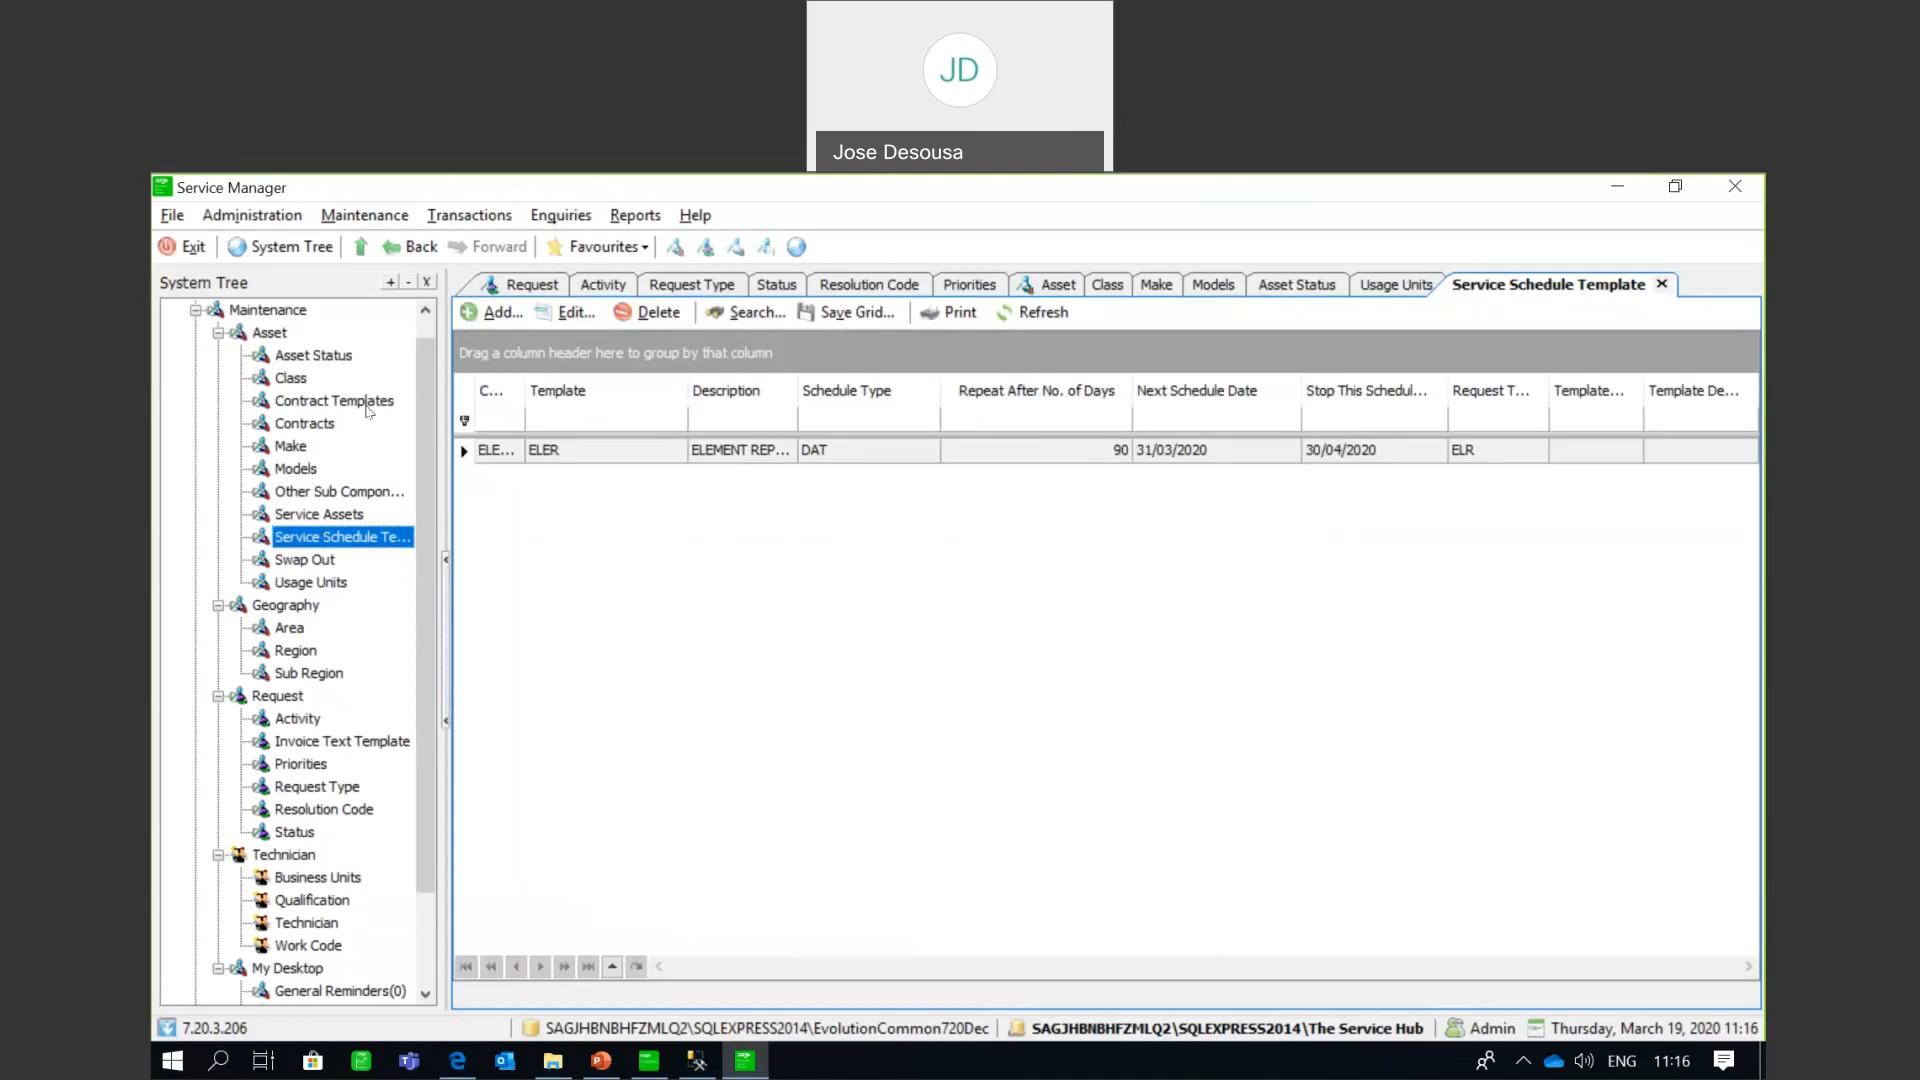 JD
Jose Desousa
Service Manager
File Administration Maintenance Transactions Enquiries Reports Help
Exit System Tree Back Forward Favourites
System Tree + - X
Request Activity Request Type Status Resolution Code Priorities Asset Class Make Models Asset Status Usage Units Service Schedule Template
Add... Edit... Delete Search... Save Grid... Print Refresh
Drag a column header here to group by that column
C... Template Description Schedule Type Repeat After No. of Days Next Schedule Date Stop This Schedul... Request T... Template... Template De...
ELE... ELER ELEMENT REP... DAT 90 31/03/2020 30/04/2020 ELR
Maintenance
Asset
Asset Status
Class
Contract Templates
Contracts
Make
Models
Other Sub Compon...
Service Assets
Service Schedule Te...
Swap Out
Usage Units
Geography
Area
Region
Sub Region
Request
Activity
Invoice Text Template
Priorities
Request Type
Resolution Code
Status
Technician
Business Units
Qualification
Technician
Work Code
My Desktop
General Reminders(0)
7.20.3.206 SAGJHBNBHFZMLQ2\SQLEXPRESS2014\EvolutionCommon720Dec SAGJHBNBHFZMLQ2\SQLEXPRESS2014\The Service Hub Admin Thursday, March 19, 2020 11:16
ENG 11:16